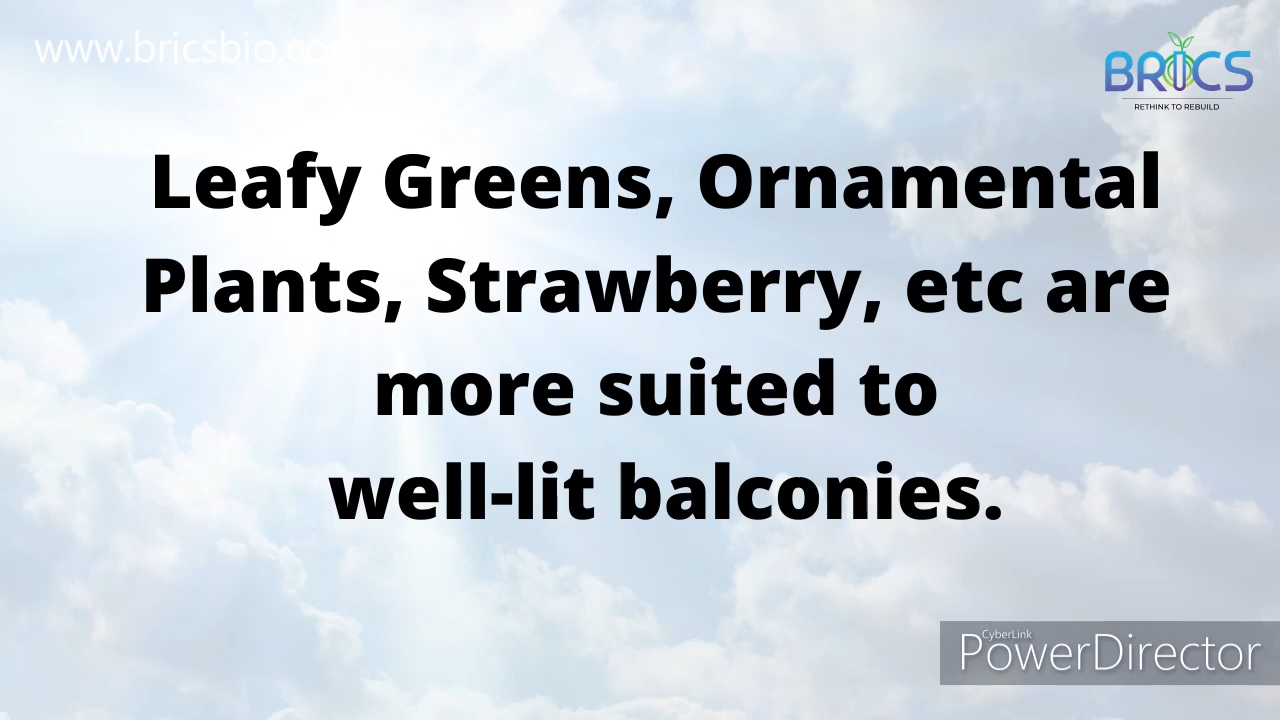 www.bricsbio.com
BRICS
RETHINK TO REBUILD
Leafy Greens, Ornamental
Plants, Strawberry, etc are
more suited to
well-lit balconies.
CyberLink
PowerDirector